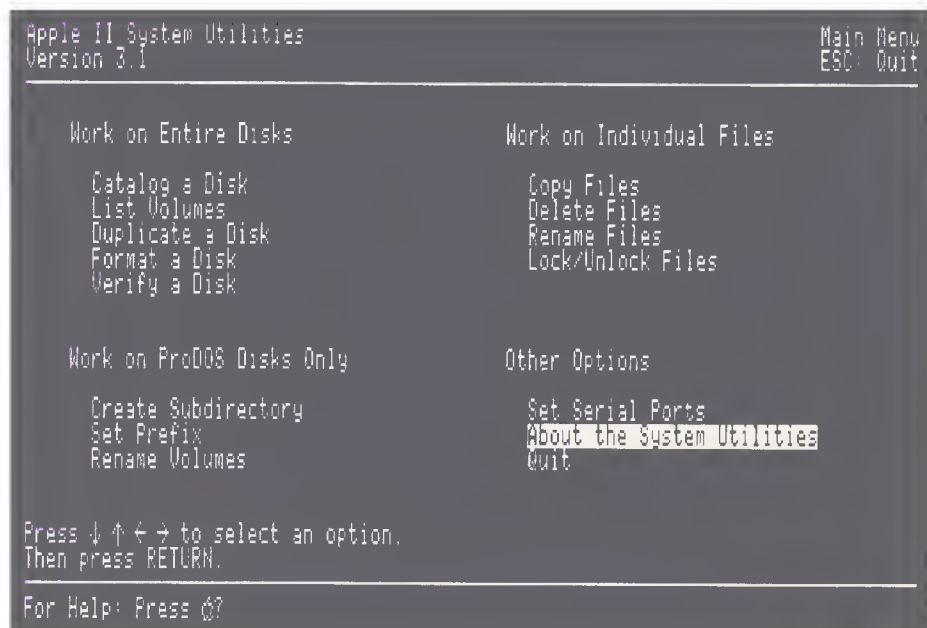 Apple II System Utilities
Version 3.1
Main Menu
ESC: Quit
Work on Entire Disks
Catalog a Disk
List Volumes
Duplicate a Disk
Format a Disk
Verify a Disk
Work on Individual Files
Copy Files
Delete Files
Rename Files
Lock/Unlock Files
Work on ProDOS Disks Only
Create Subdirectory
Set Prefix
Rename Volumes
Other Options
Set Serial Ports
About the System Utilities
Quit
Press ↓ ↑ ← → to select an option.
Then press RETURN.
For Help: Press ?